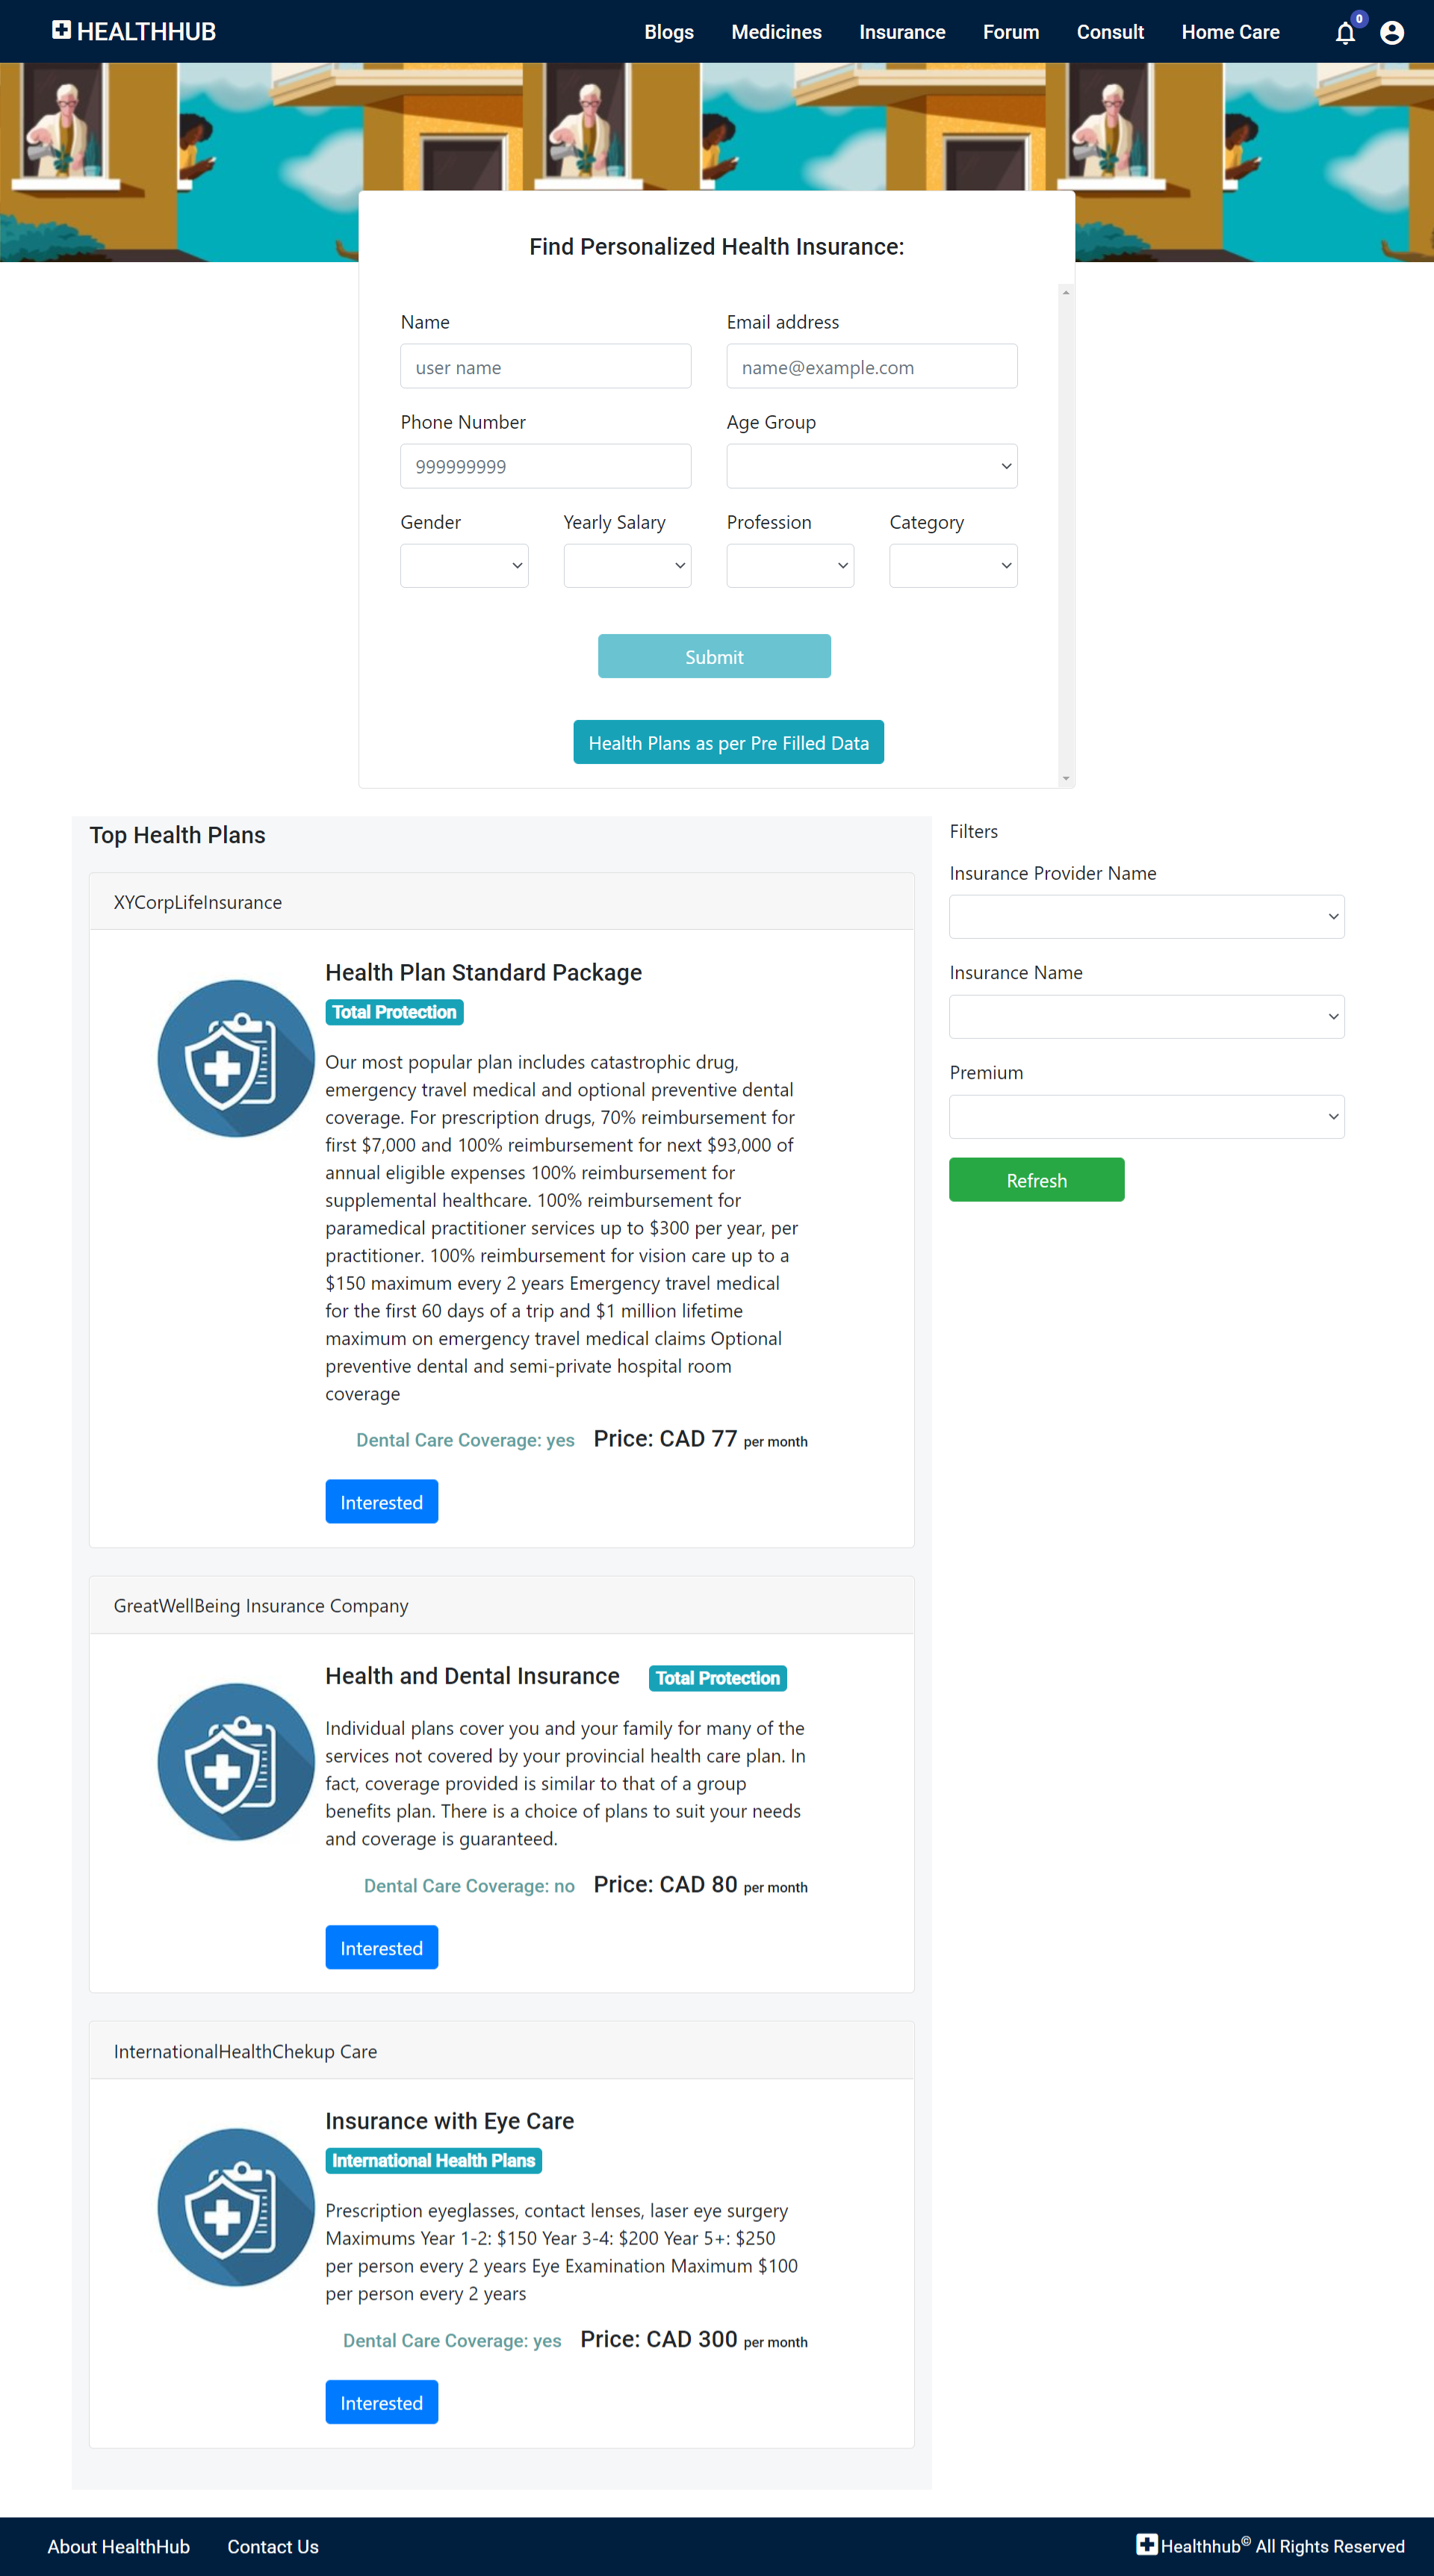 HEALTHHUB
Blogs Medicines Insurance Forum Consult Home Care 0
Find Personalized Health Insurance:
Name Email address
user name name@example.com
Phone Number Age Group
999999999
Gender Yearly Salary Profession Category
Submit
Health Plans as per Pre Filled Data
Top Health Plans
XYCorpLifeInsurance
Health Plan Standard Package
Total Protection
Our most popular plan includes catastrophic drug,
emergency travel medical and optional preventive dental
coverage. For prescription drugs, 70% reimbursement for
first $7,000 and 100% reimbursement for next $93,000 of
annual eligible expenses 100% reimbursement for
supplemental healthcare. 100% reimbursement for
paramedical practitioner services up to $300 per year, per
practitioner. 100% reimbursement for vision care up to a
$150 maximum every 2 years Emergency travel medical
for the first 60 days of a trip and $1 million lifetime
maximum on emergency travel medical claims Optional
preventive dental and semi-private hospital room
coverage
Dental Care Coverage: yes Price: CAD 77 per month
Interested
GreatWellBeing Insurance Company
Health and Dental Insurance Total Protection
Individual plans cover you and your family for many of the
services not covered by your provincial health care plan. In
fact, coverage provided is similar to that of a group
benefits plan. There is a choice of plans to suit your needs
and coverage is guaranteed.
Dental Care Coverage: no Price: CAD 80 per month
Interested
InternationalHealthChekup Care
Insurance with Eye Care
International Health Plans
Prescription eyeglasses, contact lenses, laser eye surgery
Maximums Year 1-2: $150 Year 3-4: $200 Year 5+: $250
per person every 2 years Eye Examination Maximum $100
per person every 2 years
Dental Care Coverage: yes Price: CAD 300 per month
Interested
Filters
Insurance Provider Name
Insurance Name
Premium
Refresh
About HealthHub Contact Us
Healthhub© All Rights Reserved